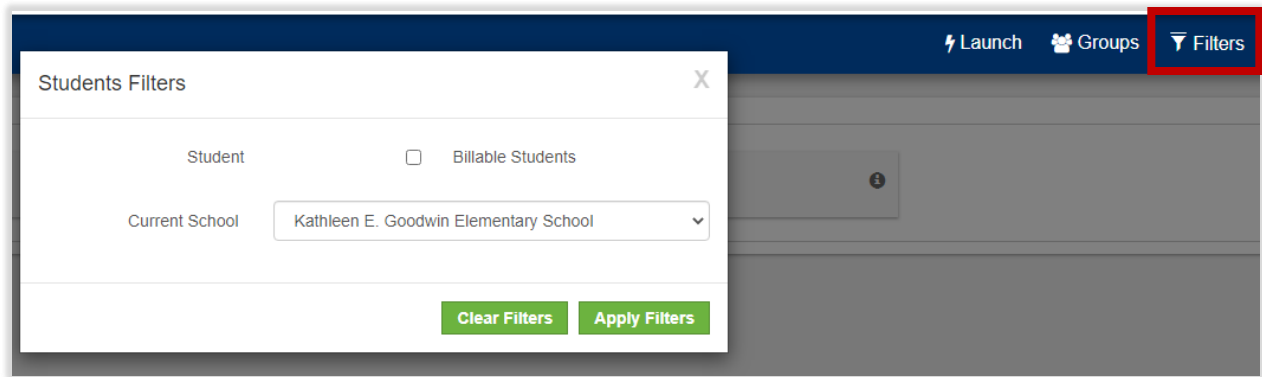 Launch Groups Filters
Students Filters X
Student Billable Students
Current School Kathleen E. Goodwin Elementary School
Clear Filters Apply Filters